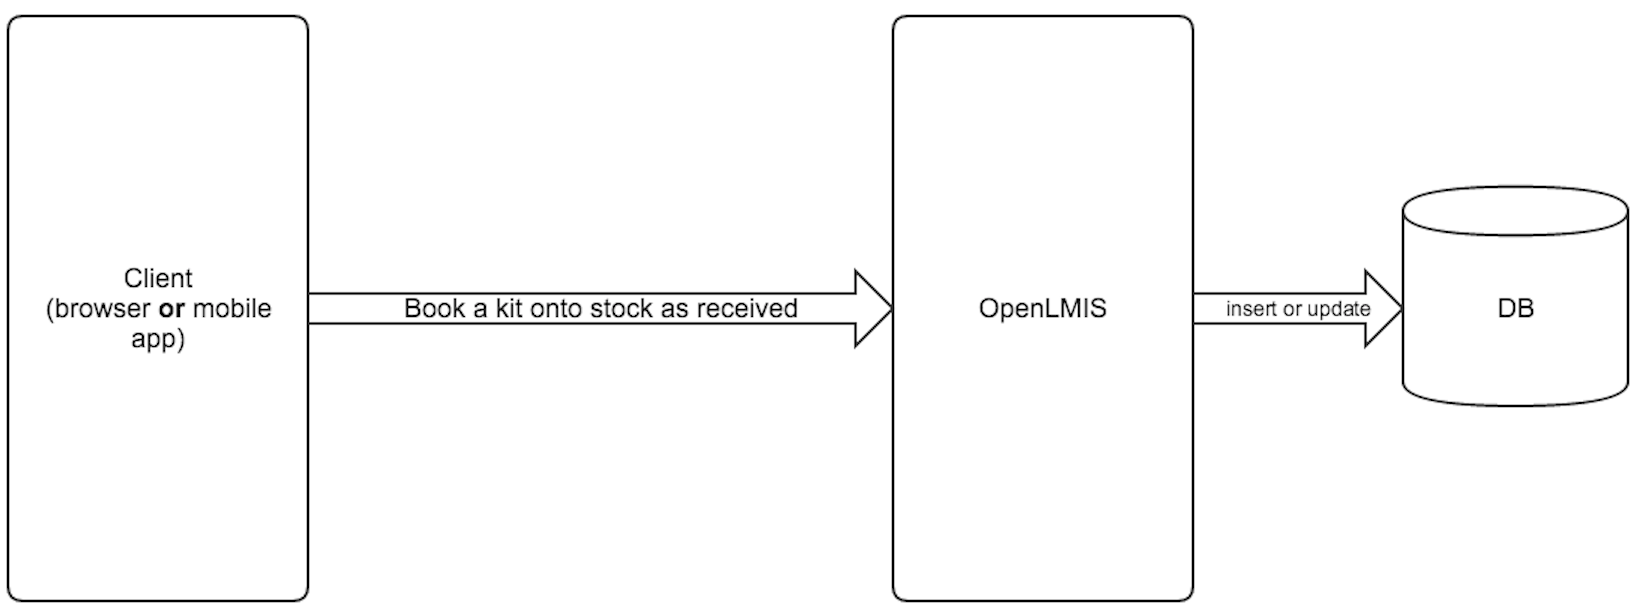 Client
(browser or mobile
app)
Book a kit onto stock as received
OpenLMIS
insert or update
DB